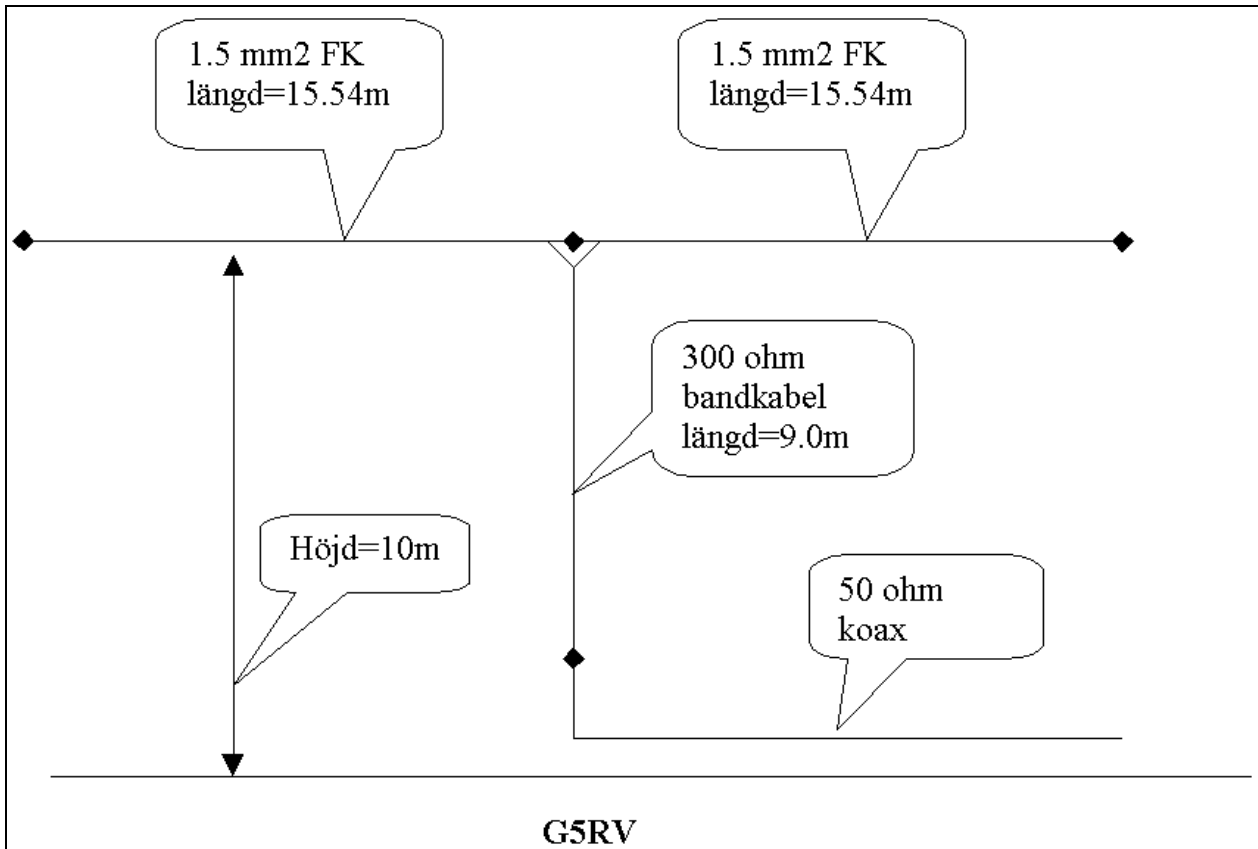 1.5 mm2 FK
längd=15.54m
1.5 mm2 FK
längd=15.54m
300 ohm
bandkabel
längd=9.0m
Höjd=10m
50 ohm
koax
G5RV